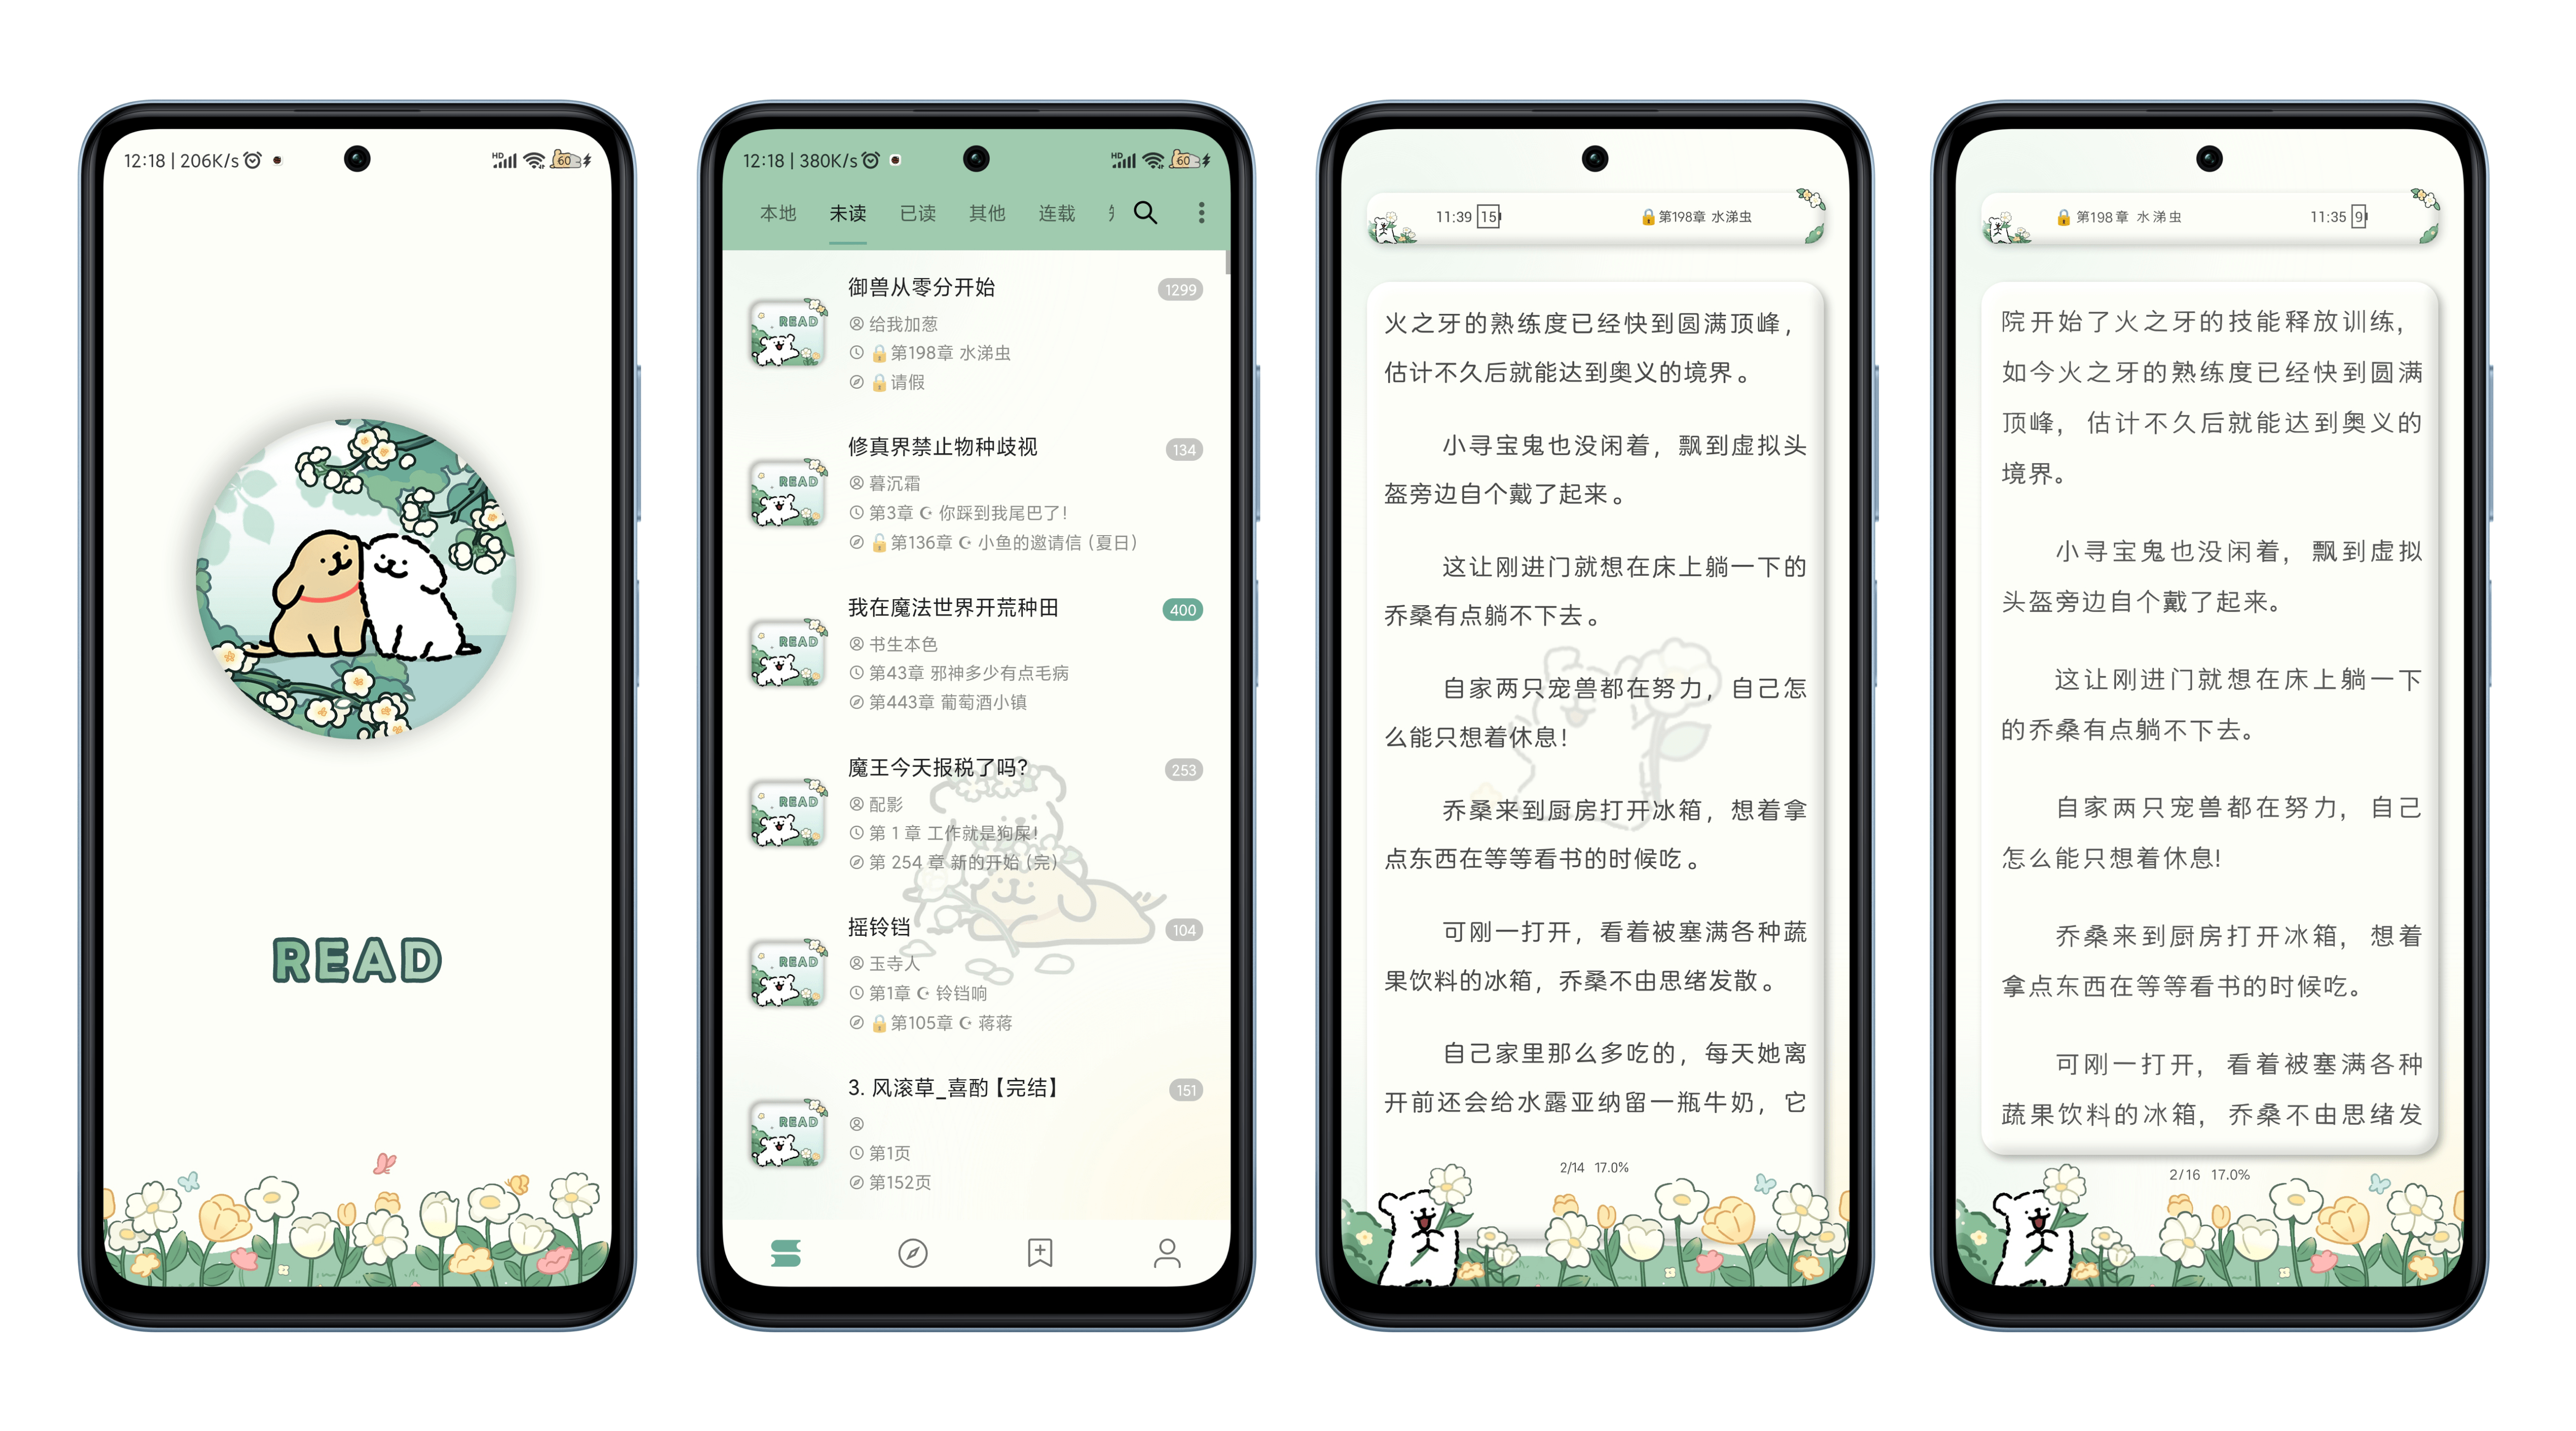 12:18 | 206K/s
HD
60
READ
12:18 | 380K/s
HD
60
本地 未读 已读 其他 连载
御兽从零分开始 1299
给我加葱
🔒第198章 水涕虫
🔒请假
修真界禁止物种歧视 134
暮沉霜
第3章 ☪ 你踩到我尾巴了!
🔓第136章 ☪ 小鱼的邀请信 (夏日)
我在魔法世界开荒种田 400
书生本色
第43章 邪神多少有点毛病
第443章 葡萄酒小镇
魔王今天报税了吗? 253
配影
第 1 章 工作就是狗屎!
第 254 章 新的开始 (完)
摇铃铛 104
玉寺人
第1章 ☪ 铃铛响
🔒第105章 ☪ 蒋蒋
3. 风滚草_喜酌【完结】 151
第1页
第152页
READ
READ
READ
READ
READ
READ
11:39 15 🔒第198章 水涕虫
火之牙的熟练度已经快到圆满顶峰，
估计不久后就能达到奥义的境界。
小寻宝鬼也没闲着，飘到虚拟头
盔旁边自个戴了起来。
这让刚进门就想在床上躺一下的
乔桑有点躺不下去。
自家两只宠兽都在努力，自己怎
么能只想着休息!
乔桑来到厨房打开冰箱，想着拿
点东西在等等看书的时候吃。
可刚一打开，看着被塞满各种蔬
果饮料的冰箱，乔桑不由思绪发散。
自己家里那么多吃的，每天她离
开前还会给水露亚纳留一瓶牛奶，它
2/14 17.0%
🔒 第198章 水涕虫 11:35 9
院开始了火之牙的技能释放训练，
如今火之牙的熟练度已经快到圆满
顶峰，估计不久后就能达到奥义的
境界。
小寻宝鬼也没闲着，飘到虚拟
头盔旁边自个戴了起来。
这让刚进门就想在床上躺一下
的乔桑有点躺不下去。
自家两只宠兽都在努力，自己
怎么能只想着休息!
乔桑来到厨房打开冰箱，想着
拿点东西在等等看书的时候吃。
可刚一打开，看着被塞满各种
蔬果饮料的冰箱，乔桑不由思绪发
2/16 17.0%